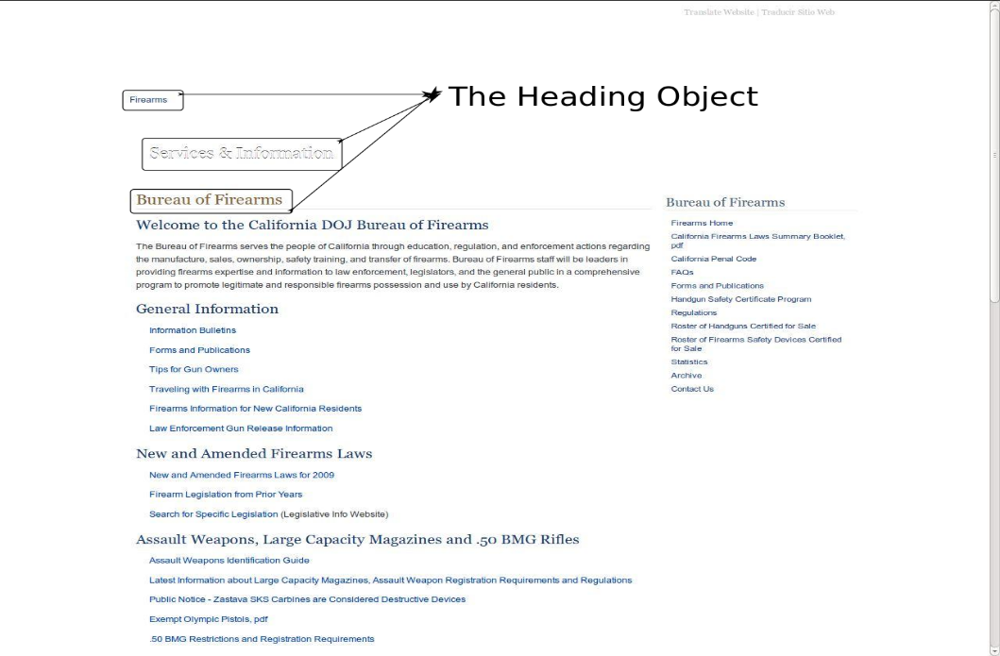 Translate Website | Traducir Sitio Web
Firearms
The Heading Object
Services & Information
Bureau of Firearms
Welcome to the California DOJ Bureau of Firearms
The Bureau of Firearms serves the people of California through education, regulation, and enforcement actions regarding
the manufacture, sales, ownership, safety training, and transfer of firearms. Bureau of Firearms staff will be leaders in
providing firearms expertise and information to law enforcement, legislators, and the general public in a comprehensive
program to promote legitimate and responsible firearms possession and use by California residents.
General Information
Information Bulletins
Forms and Publications
Tips for Gun Owners
Traveling with Firearms in California
Firearms Information for New California Residents
Law Enforcement Gun Release Information
New and Amended Firearms Laws
New and Amended Firearms Laws for 2009
Firearm Legislation from Prior Years
Search for Specific Legislation (Legislative Info Website)
Assault Weapons, Large Capacity Magazines and .50 BMG Rifles
Assault Weapons Identification Guide
Latest Information about Large Capacity Magazines, Assault Weapon Registration Requirements and Regulations
Public Notice - Zastava SKS Carbines are Considered Destructive Devices
Exempt Olympic Pistols, pdf
.50 BMG Restrictions and Registration Requirements
Bureau of Firearms
Firearms Home
California Firearms Laws Summary Booklet,
pdf
California Penal Code
FAQs
Forms and Publications
Handgun Safety Certificate Program
Regulations
Roster of Handguns Certified for Sale
Roster of Firearms Safety Devices Certified
for Sale
Statistics
Archive
Contact Us